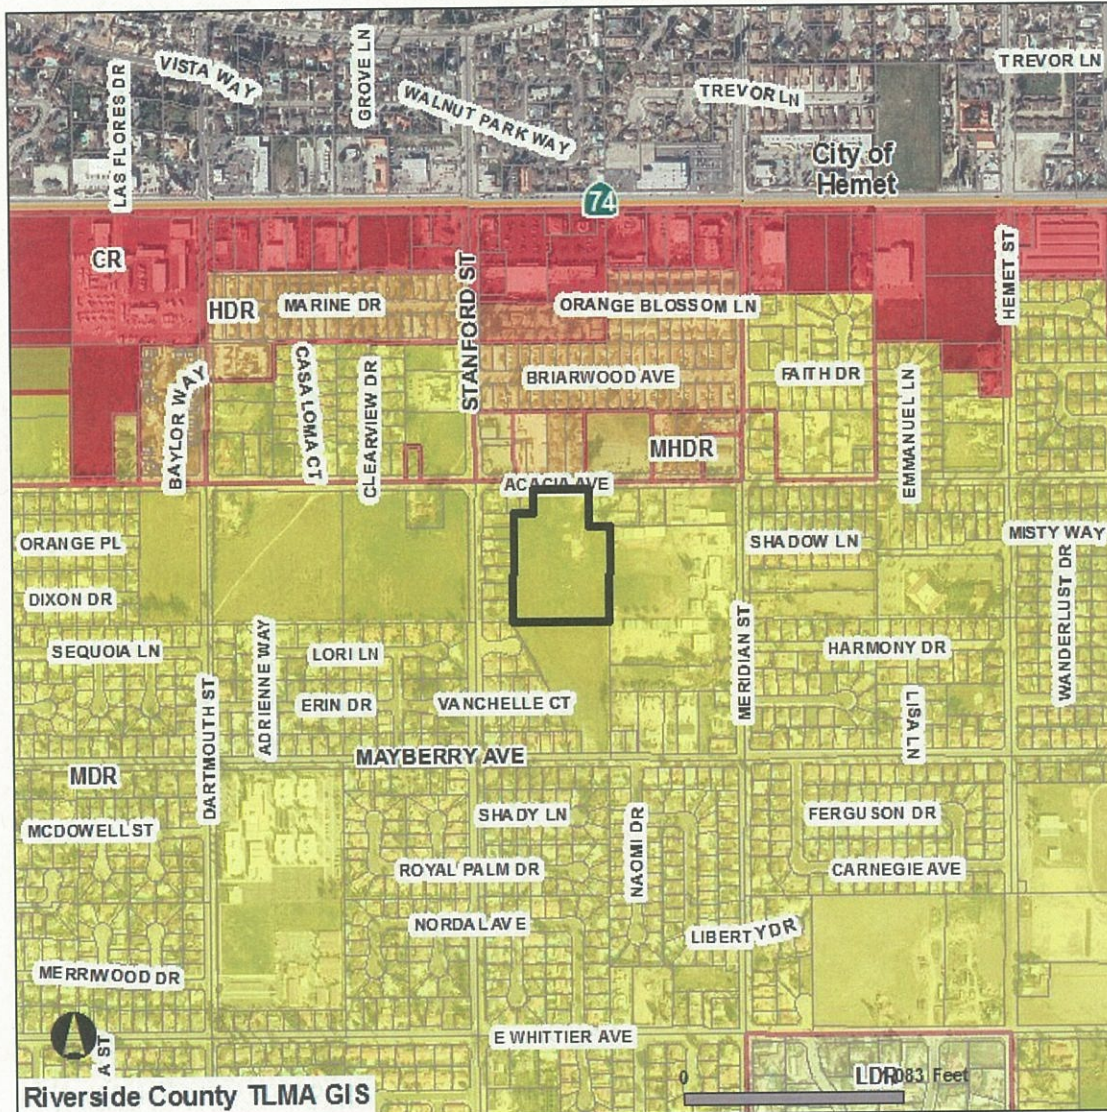 TREVOR LN
GROVE LN
VISTA WAY
LAS FLORES DR
WALNUT PARK WAY
TREVOR LN
City of
Hemet
74
CR
HEMET ST
STANFORD ST
HDR
MARINE DR
ORANGE BLOSSOM LN
BAYLOR WAY
CASA LOMA CT
CLEARVIEW DR
BRIARWOOD AVE
FAITH DR
EMMANUEL LN
MHDR
ACACIA AVE
ORANGE PL
SHADOW LN
MISTY WAY
DIXON DR
WANDERLUST DR
SEQUOIA LN
ADRIENNE WAY
LORI LN
MERIDIAN ST
HARMONY DR
DARTMOUTH ST
ERIN DR
VANCHELLE CT
LISA LN
MAYBERRY AVE
MDR
MCDOWELL ST
SHADY LN
NAOMI DR
FERGUSON DR
ROYAL PALM DR
CARNEGIE AVE
NORDAL AVE
LIBERTY DR
MERRIWOOD DR
E WHITTIER AVE
A ST
0
LDR
083 Feet
Riverside County TLMA GIS